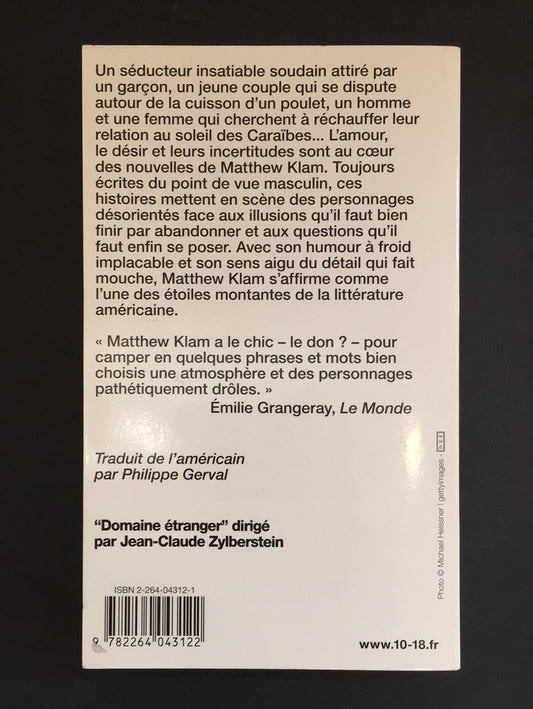 Un séducteur insatiable soudain attiré par
un garçon, un jeune couple qui se dispute
autour de la cuisson d'un poulet, un homme
et une femme qui cherchent à réchauffer leur
relation au soleil des Caraïbes... L'amour,
le désir et leurs incertitudes sont au cœur
des nouvelles de Matthew Klam. Toujours
écrites du point de vue masculin, ces
histoires mettent en scène des personnages
désorientés face aux illusions qu'il faut bien
finir par abandonner et aux questions qu'il
faut enfin se poser. Avec son humour à froid
implacable et son sens aigu du détail qui fait
mouche, Matthew Klam s'affirme comme
l'une des étoiles montantes de la littérature
américaine.
« Matthew Klam a le chic – le don ? – pour
camper en quelques phrases et mots bien
choisis une atmosphère et des personnages
pathétiquement drôles. »
Émilie Grangeray, Le Monde
Traduit de l'américain
par Philippe Gerval
"Domaine étranger" dirigé
par Jean-Claude Zylberstein
ISBN 2-264-04312-1
9 782264 043122
www.10-18.fr
Photo © Michael Heissner | gettyimages -